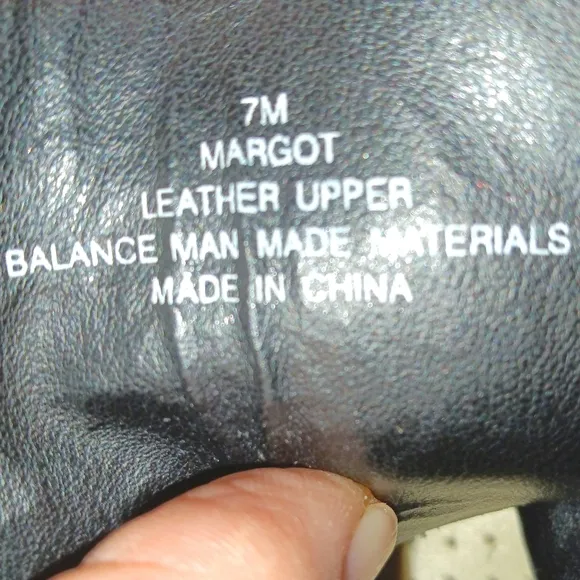 7M
MARGOT
LEATHER UPPER
BALANCE MAN MADE MATERIALS
MADE IN CHINA